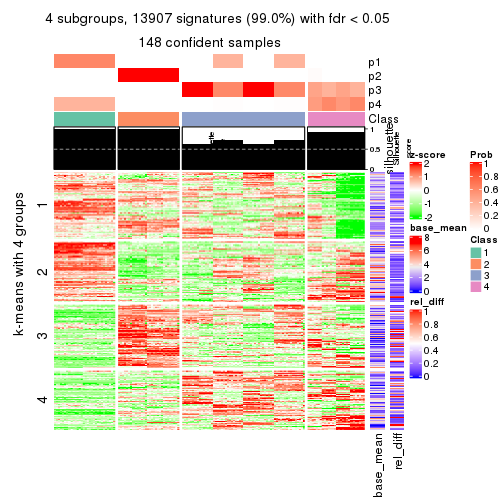 4 subgroups, 13907 signatures (99.0%) with fdr < 0.05
148 confident samples
p1
p2
p3
p4
Class
1
0.5
0
silhouette
Silhouette
score
k-means with 4 groups
1
2
3
4
base_mean
rel_diff
z-score
2
1
0
-1
-2
base_mean
8
6
4
2
0
rel_diff
1
0.8
0.6
0.4
0.2
0
Prob
1
0.8
0.6
0.4
0.2
0
Class
1
2
3
4